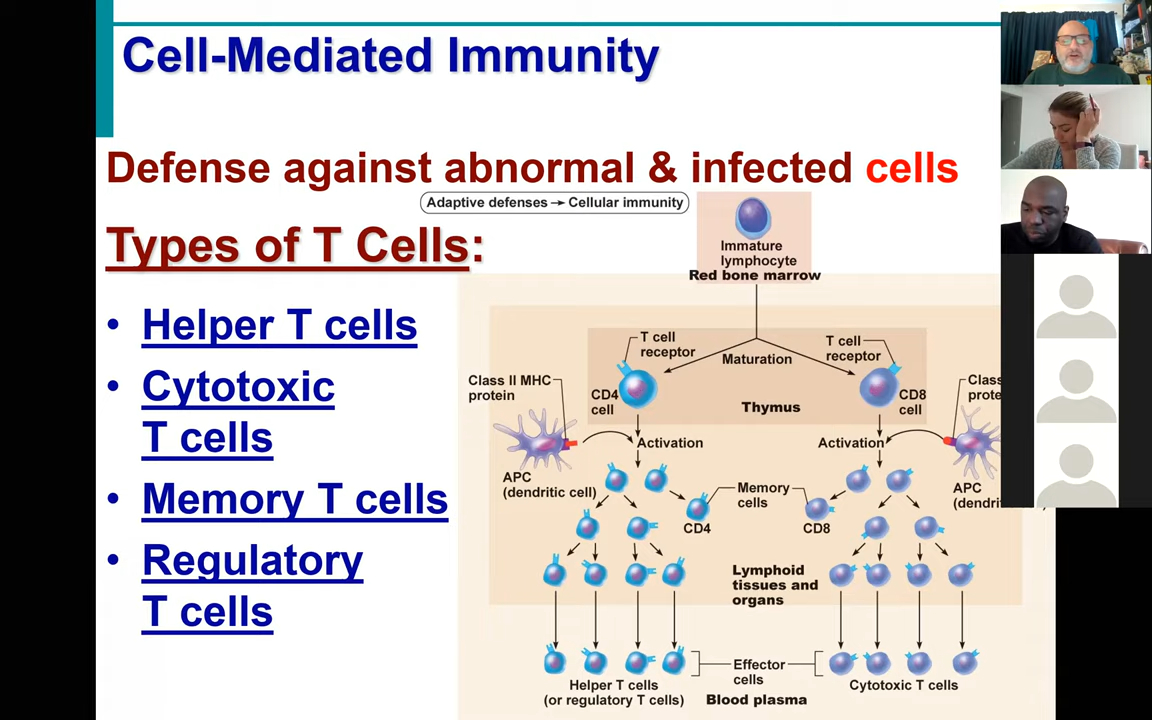 Cell-Mediated Immunity
Defense against abnormal & infected cells
Adaptive defenses → Cellular immunity
Types of T Cells:
• Helper T cells
• Cytotoxic
T cells
• Memory T cells
• Regulatory
T cells
Immature
lymphocyte
Red bone marrow
T cell
receptor
Maturation
T cell
receptor
Class II MHC
protein
CD4
cell
Thymus
CD8
cell
Activation
Activation
APC
(dendritic cell)
APC
Memory
cells
CD4
CD8
Lymphoid
tissues and
organs
Effector
cells
Helper T cells
(or regulatory T cells)
Blood plasma
Cytotoxic T cells